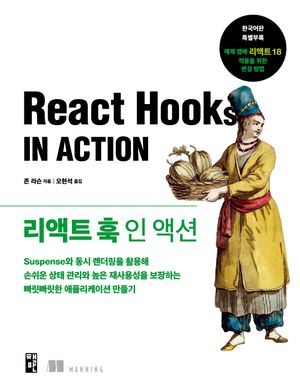 한국어판
특별부록
예제 앱에 리액트 18
적용을 위한
변경 방법
React Hooks
IN ACTION
존 라슨 지음 | 오현석 옮김
리액트 훅 인 액션
Suspense와 동시 렌더링을 활용해
손쉬운 상태 관리와 높은 재사용성을 보장하는
빠릿빠릿한 애플리케이션 만들기
MANNING